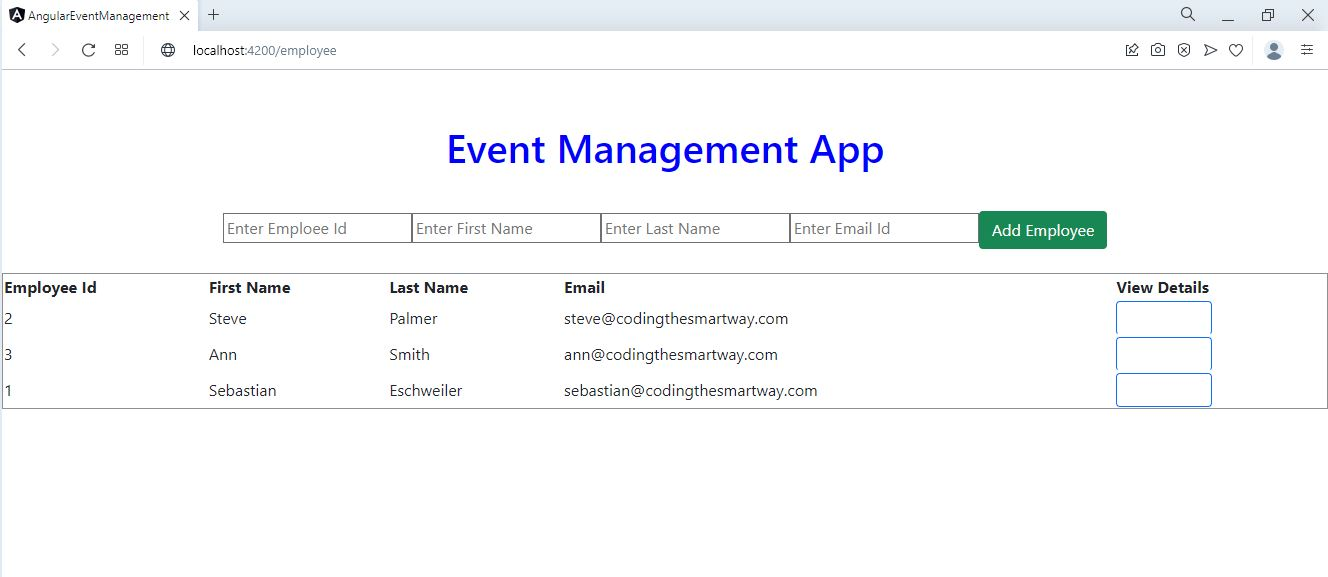 AngularEventManagement
localhost:4200/employee
Event Management App
Enter Emploee Id Enter First Name Enter Last Name Enter Email Id Add Employee
Employee Id First Name Last Name Email View Details
2 Steve Palmer steve@codingthesmartway.com
3 Ann Smith ann@codingthesmartway.com
1 Sebastian Eschweiler sebastian@codingthesmartway.com